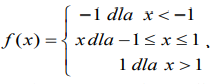 −1 dla x < −1
f(x) = { x dla −1 ≤ x ≤ 1 ,
1 dla x > 1